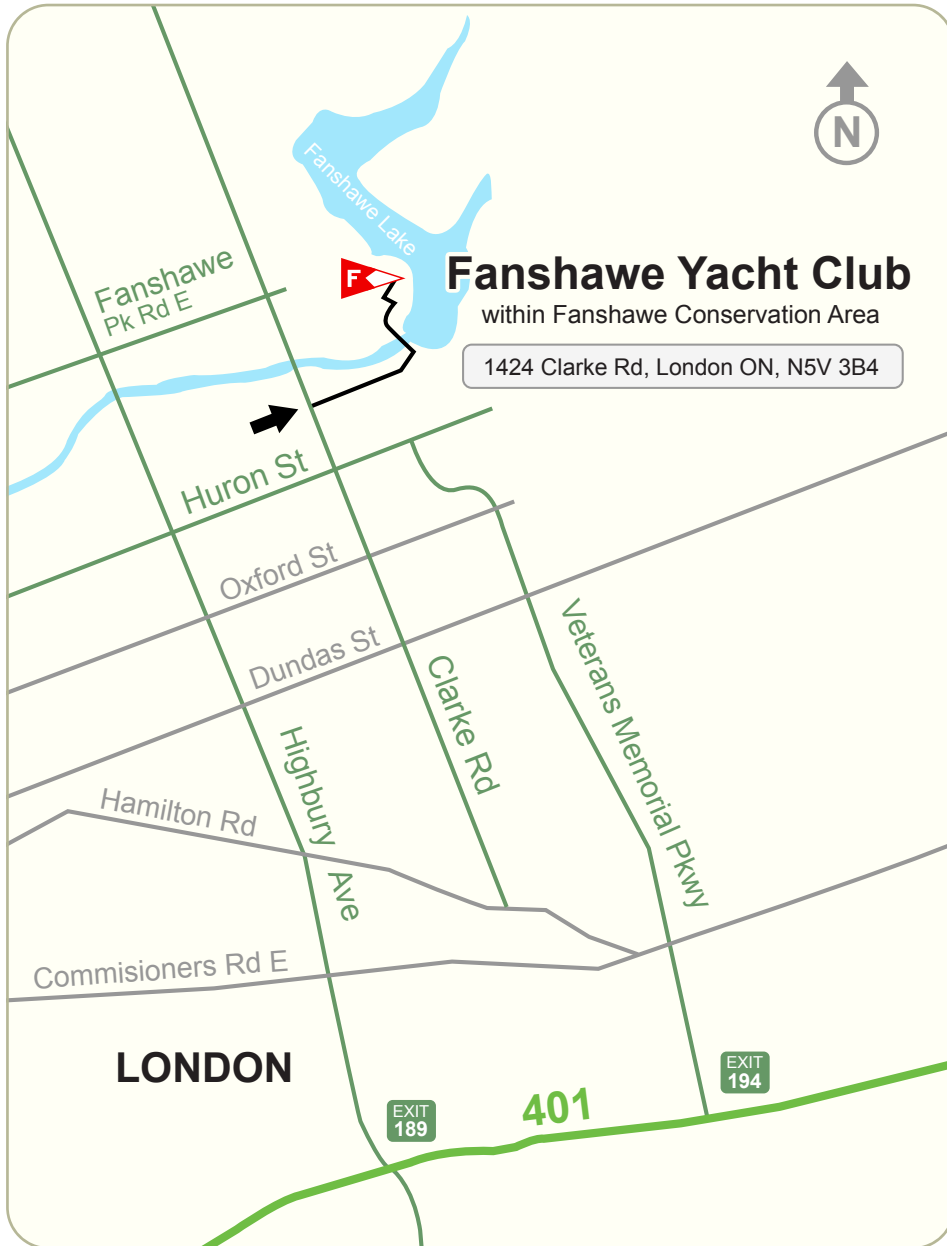 N
Fanshawe Lake
F
Fanshawe Yacht Club
within Fanshawe Conservation Area
1424 Clarke Rd, London ON, N5V 3B4
Fanshawe
Pk Rd E
Huron St
Oxford St
Dundas St
Veterans Memorial Pkwy
Clarke Rd
Highbury
Ave
Hamilton Rd
Commisioners Rd E
LONDON
EXIT
194
401
EXIT
189